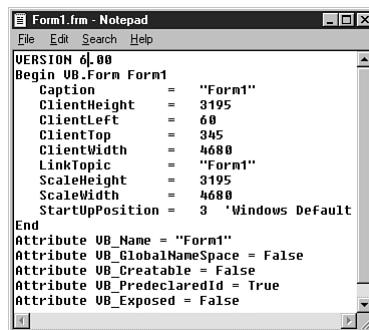 Form1.frm - Notepad
File Edit Search Help
VERSION 6.00
Begin VB.Form Form1
   Caption         =   "Form1"
   ClientHeight    =   3195
   ClientLeft      =   60
   ClientTop       =   345
   ClientWidth     =   4680
   LinkTopic       =   "Form1"
   ScaleHeight     =   3195
   ScaleWidth      =   4680
   StartUpPosition =   3  'Windows Default
End
Attribute VB_Name = "Form1"
Attribute VB_GlobalNameSpace = False
Attribute VB_Creatable = False
Attribute VB_PredeclaredId = True
Attribute VB_Exposed = False